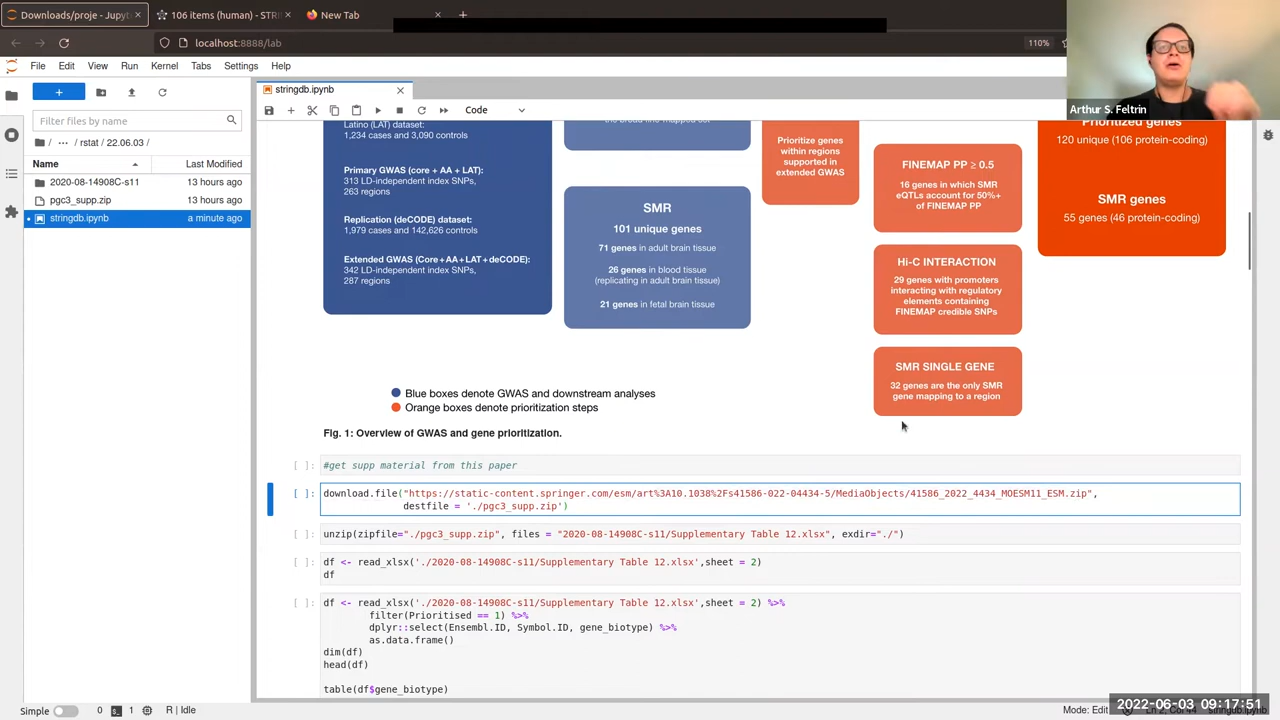 Downloads/proje - Jupyt
106 items (human) - STRI
New Tab
localhost:8888/lab
110%
File Edit View Run Kernel Tabs Settings Help
Filter files by name
/ ··· / rstat / 22.06.03 /
Name Last Modified
2020-08-14908C-s11 13 hours ago
pgc3_supp.zip 13 hours ago
stringdb.ipynb a minute ago
stringdb.ipynb
Code
Arthur S. Feltrin
Latino (LAT) dataset:
1,234 cases and 3,090 controls
Primary GWAS (core + AA + LAT):
313 LD-independent index SNPs,
263 regions
Replication (deCODE) dataset:
1,979 cases and 142,626 controls
Extended GWAS (Core+AA+LAT+deCODE):
342 LD-independent index SNPs,
287 regions
the broad fine-mapped set
SMR
101 unique genes
71 genes in adult brain tissue
26 genes in blood tissue
(replicating in adult brain tissue)
21 genes in fetal brain tissue
Prioritize genes
within regions
supported in
extended GWAS
FINEMAP PP ≥ 0.5
16 genes in which SMR
eQTLs account for 50%+
of FINEMAP PP
Hi-C INTERACTION
29 genes with promoters
interacting with regulatory
elements containing
FINEMAP credible SNPs
SMR SINGLE GENE
32 genes are the only SMR
gene mapping to a region
Prioritized genes
120 unique (106 protein-coding)
SMR genes
55 genes (46 protein-coding)
Blue boxes denote GWAS and downstream analyses
Orange boxes denote prioritization steps
Fig. 1: Overview of GWAS and gene prioritization.
[ ]: #get supp material from this paper
[ ]: download.file("https://static-content.springer.com/esm/art%3A10.1038%2Fs41586-022-04434-5/MediaObjects/41586_2022_4434_MOESM11_ESM.zip",
destfile = './pgc3_supp.zip')
[ ]: unzip(zipfile="./pgc3_supp.zip", files = "2020-08-14908C-s11/Supplementary Table 12.xlsx", exdir="./")
[ ]: df <- read_xlsx('./2020-08-14908C-s11/Supplementary Table 12.xlsx',sheet = 2)
df
[ ]: df <- read_xlsx('./2020-08-14908C-s11/Supplementary Table 12.xlsx',sheet = 2) %>%
filter(Prioritised == 1) %>%
dplyr::select(Ensembl.ID, Symbol.ID, gene_biotype) %>%
as.data.frame()
dim(df)
head(df)
table(df$gene_biotype)
Simple 0 1 R | Idle
Mode: Edit
2022-06-03 09:17:51